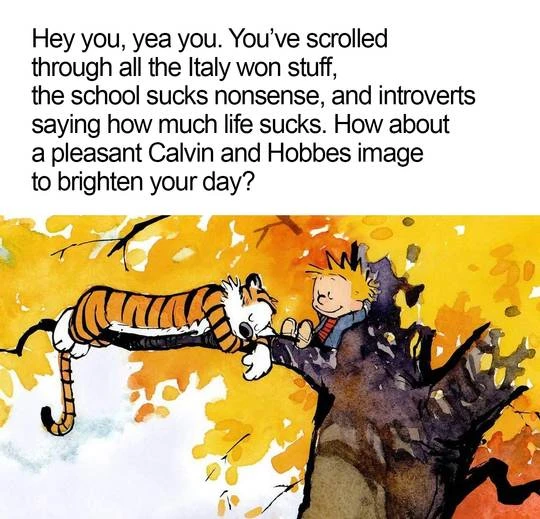 Hey you, yea you. You’ve scrolled
through all the Italy won stuff,
the school sucks nonsense, and introverts
saying how much life sucks. How about
a pleasant Calvin and Hobbes image
to brighten your day?